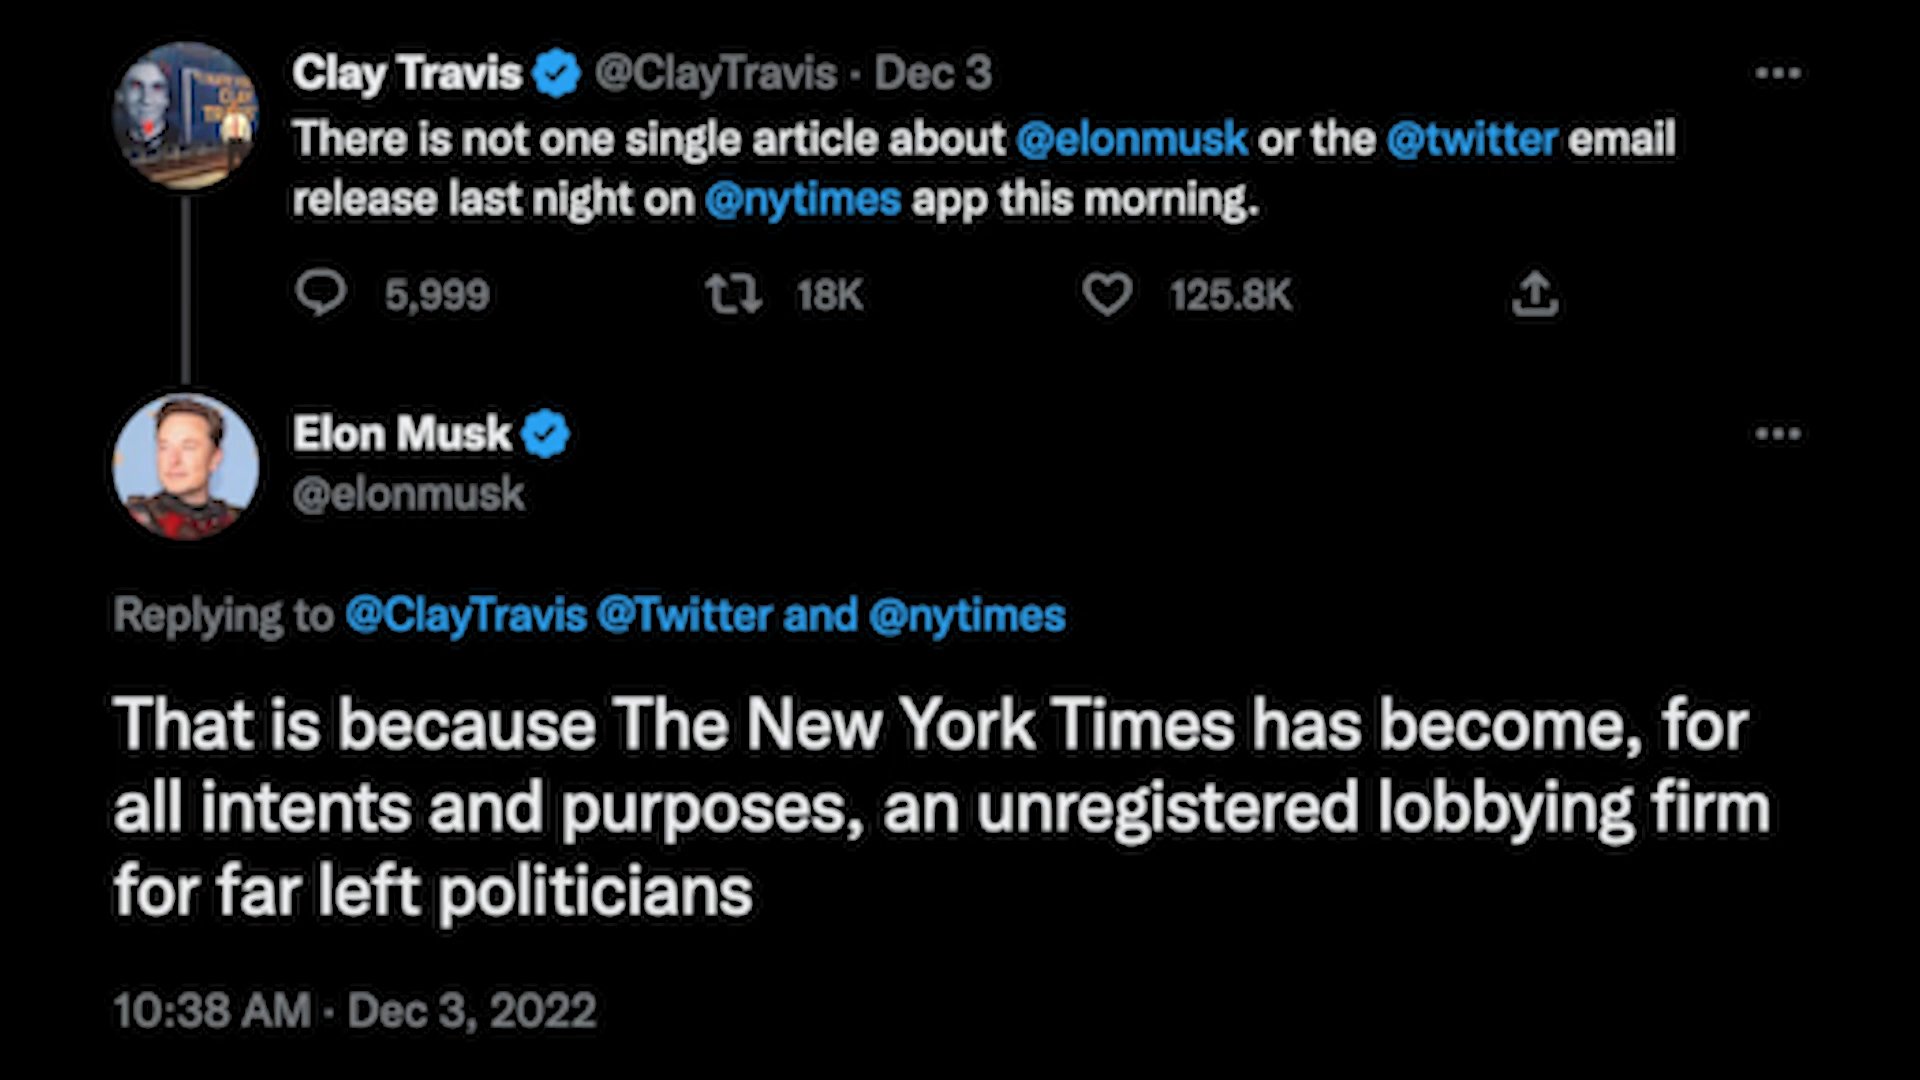 Clay Travis @ClayTravis · Dec 3
There is not one single article about @elonmusk or the @twitter email
release last night on @nytimes app this morning.
5,999 18K 125.8K
Elon Musk
@elonmusk
Replying to @ClayTravis @Twitter and @nytimes
That is because The New York Times has become, for
all intents and purposes, an unregistered lobbying firm
for far left politicians
10:38 AM · Dec 3, 2022